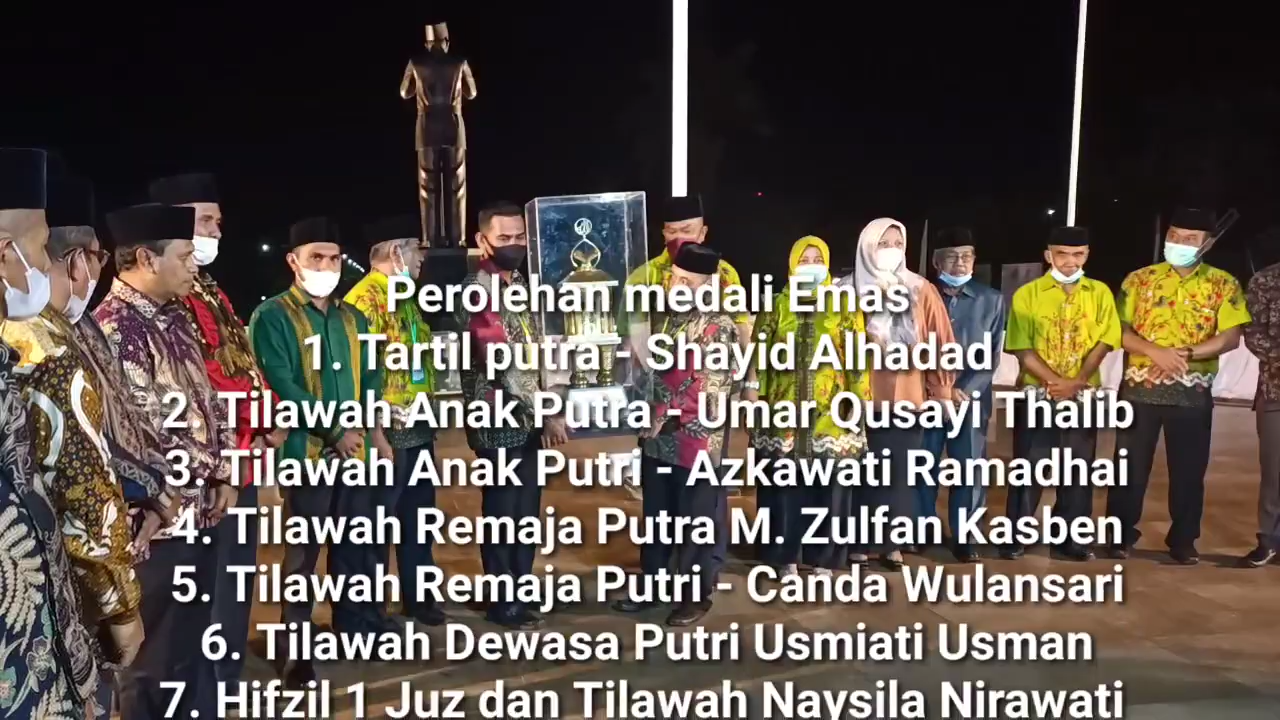 Perolehan medali Emas
1. Tartil putra - Shayid Alhadad
2. Tilawah Anak Putra - Umar Qusayi Thalib
3. Tilawah Anak Putri - Azkawati Ramadhai
4. Tilawah Remaja Putra M. Zulfan Kasben
5. Tilawah Remaja Putri - Canda Wulansari
6. Tilawah Dewasa Putri Usmiati Usman
7. Hifzil 1 Juz dan Tilawah Naysila Nirawati